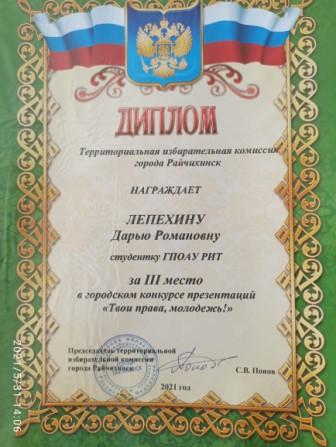 ДИПЛОМ
Территориальная избирательная комиссия
города Райчихинск
НАГРАЖДАЕТ
ЛЕПЕХИНУ
Дарью Романовну
студентку ГПОАУ РИТ
за III место
в городском конкурсе презентаций
«Твои права, молодежь!»
Председатель территориальной
избирательной комиссии
города Райчихинск
С.В. Попов
2021 год